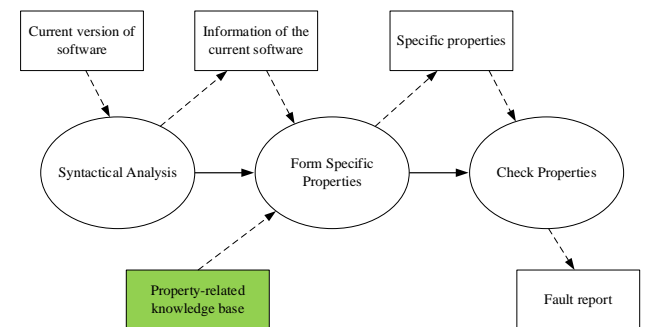 Current version of
software
Information of the
current software
Specific properties
Syntactical Analysis
Form Specific
Properties
Check Properties
Property-related
knowledge base
Fault report